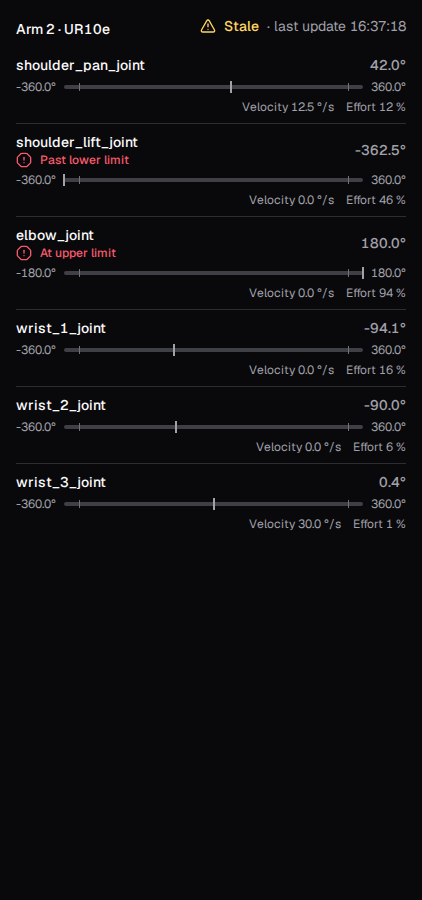 Arm 2 · UR10e
Stale · last update 16:37:18
shoulder_pan_joint 42.0°
-360.0° 360.0°
Velocity 12.5 °/s Effort 12 %
shoulder_lift_joint -362.5°
Past lower limit
-360.0° 360.0°
Velocity 0.0 °/s Effort 46 %
elbow_joint 180.0°
At upper limit
-180.0° 180.0°
Velocity 0.0 °/s Effort 94 %
wrist_1_joint -94.1°
-360.0° 360.0°
Velocity 0.0 °/s Effort 16 %
wrist_2_joint -90.0°
-360.0° 360.0°
Velocity 0.0 °/s Effort 6 %
wrist_3_joint 0.4°
-360.0° 360.0°
Velocity 30.0 °/s Effort 1 %